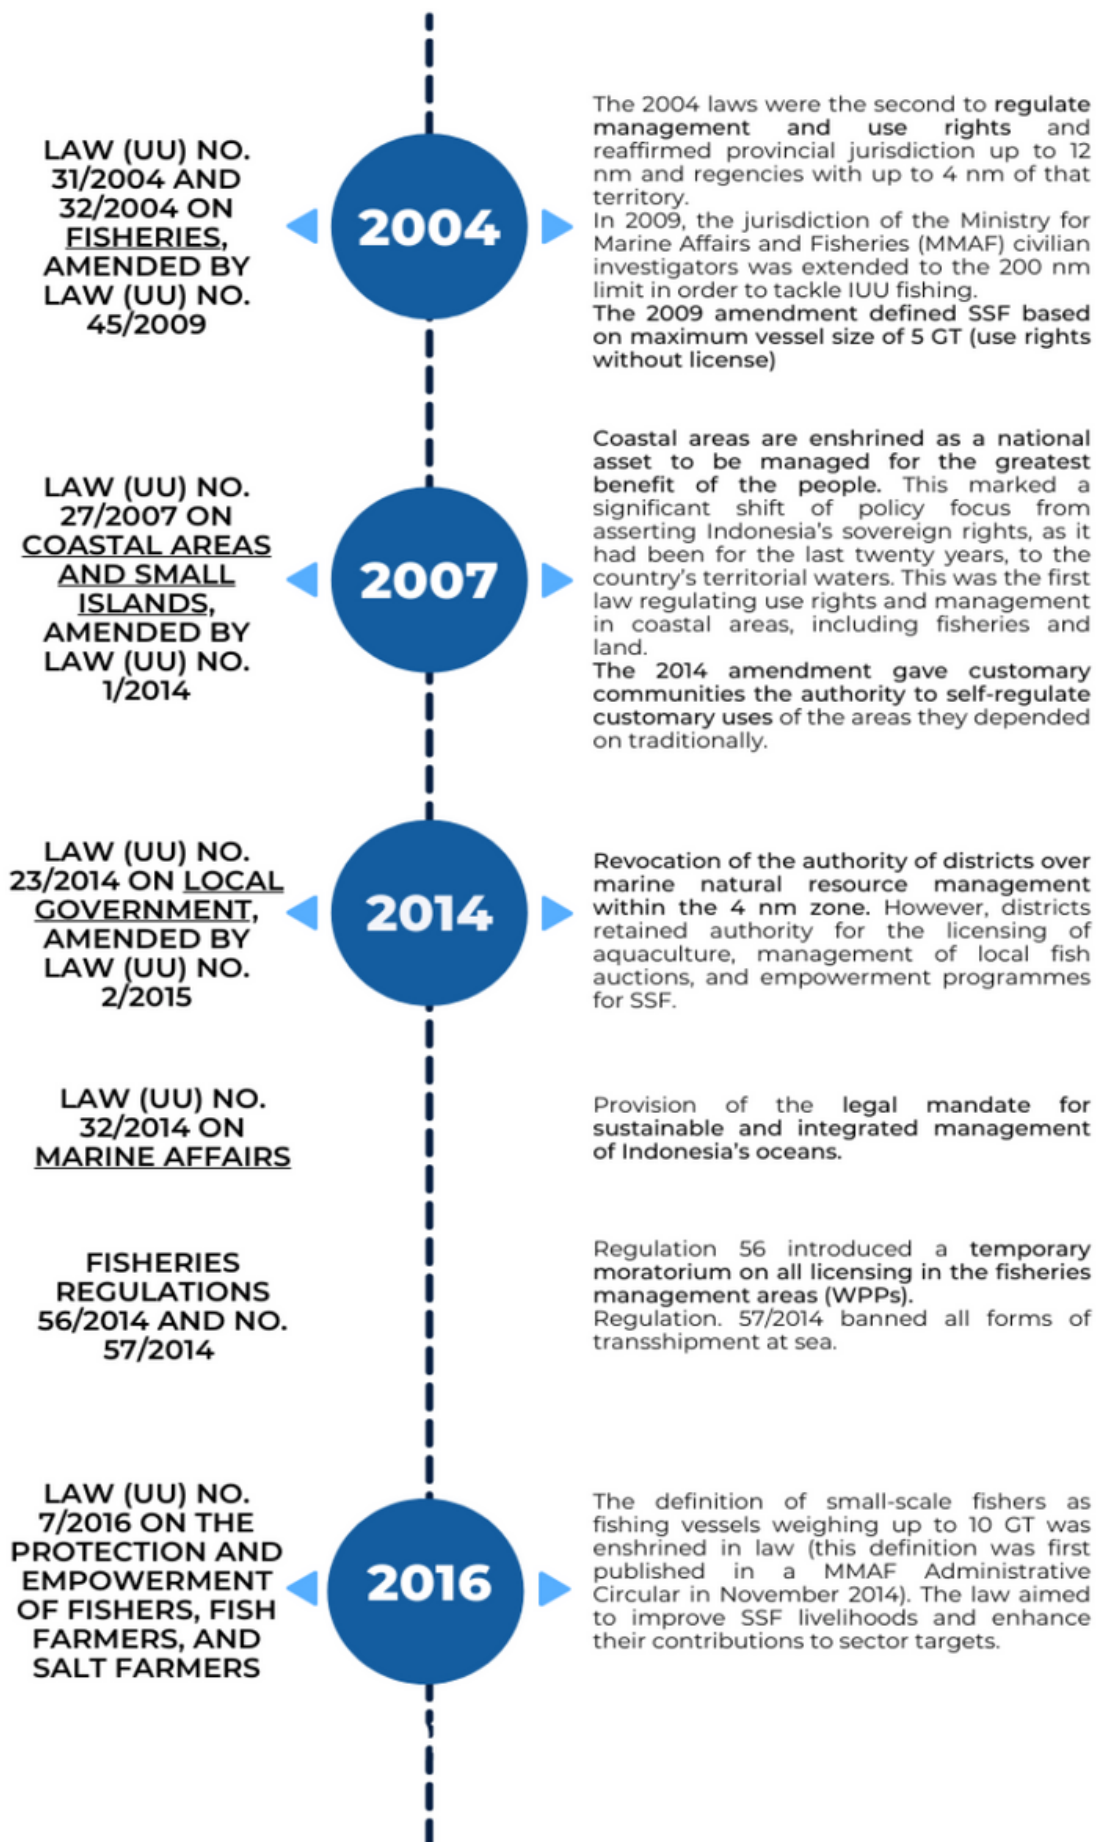 LAW (UU) NO.
31/2004 AND
32/2004 ON
FISHERIES,
AMENDED BY
LAW (UU) NO.
45/2009
2004
The 2004 laws were the second to regulate
management and use rights and
reaffirmed provincial jurisdiction up to 12
nm and regencies with up to 4 nm of that
territory.
In 2009, the jurisdiction of the Ministry for
Marine Affairs and Fisheries (MMAF) civilian
investigators was extended to the 200 nm
limit in order to tackle IUU fishing.
The 2009 amendment defined SSF based
on maximum vessel size of 5 GT (use rights
without license)
LAW (UU) NO.
27/2007 ON
COASTAL AREAS
AND SMALL
ISLANDS,
AMENDED BY
LAW (UU) NO.
1/2014
2007
Coastal areas are enshrined as a national
asset to be managed for the greatest
benefit of the people. This marked a
significant shift of policy focus from
asserting Indonesia's sovereign rights, as it
had been for the last twenty years, to the
country's territorial waters. This was the first
law regulating use rights and management
in coastal areas, including fisheries and
land.
The 2014 amendment gave customary
communities the authority to self-regulate
customary uses of the areas they depended
on traditionally.
LAW (UU) NO.
23/2014 ON LOCAL
GOVERNMENT,
AMENDED BY
LAW (UU) NO.
2/2015
2014
Revocation of the authority of districts over
marine natural resource management
within the 4 nm zone. However, districts
retained authority for the licensing of
aquaculture, management of local fish
auctions, and empowerment programmes
for SSF.
LAW (UU) NO.
32/2014 ON
MARINE AFFAIRS
Provision of the legal mandate for
sustainable and integrated management
of Indonesia's oceans.
FISHERIES
REGULATIONS
56/2014 AND NO.
57/2014
Regulation 56 introduced a temporary
moratorium on all licensing in the fisheries
management areas (WPPs).
Regulation. 57/2014 banned all forms of
transshipment at sea.
LAW (UU) NO.
7/2016 ON THE
PROTECTION AND
EMPOWERMENT
OF FISHERS, FISH
FARMERS, AND
SALT FARMERS
2016
The definition of small-scale fishers as
fishing vessels weighing up to 10 GT was
enshrined in law (this definition was first
published in a MMAF Administrative
Circular in November 2014). The law aimed
to improve SSF livelihoods and enhance
their contributions to sector targets.